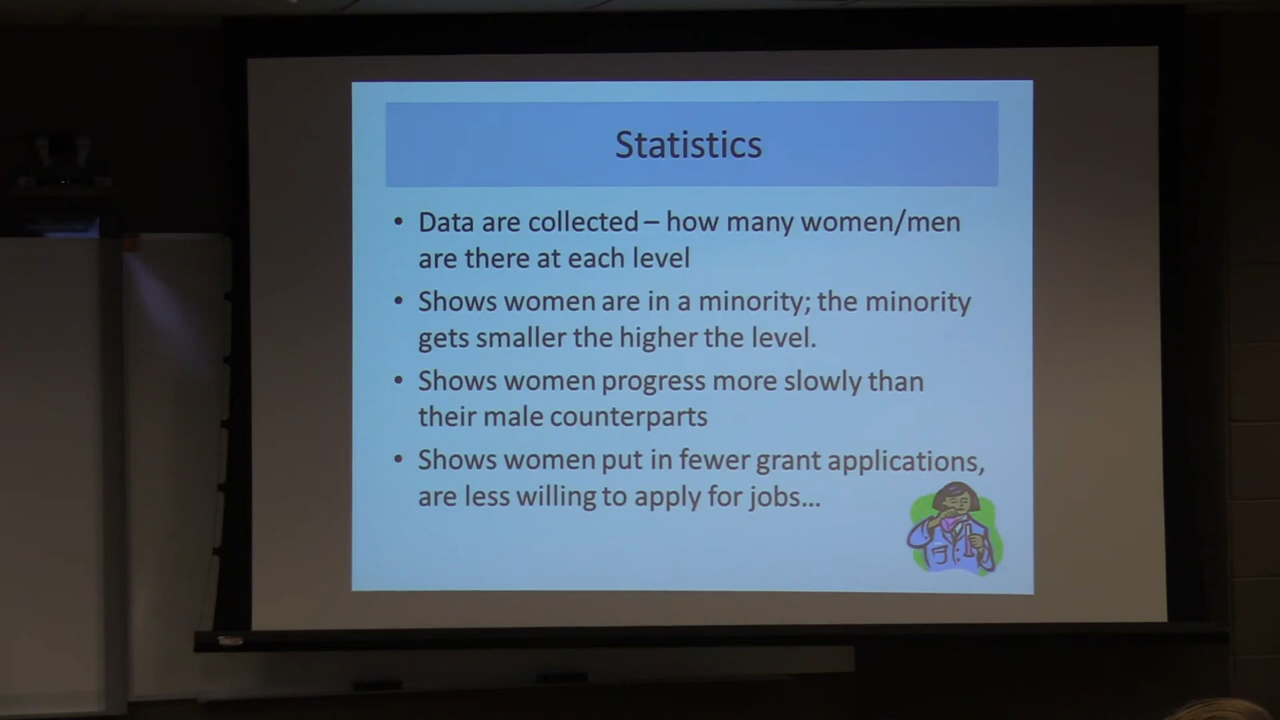 Statistics
• Data are collected – how many women/men
are there at each level
• Shows women are in a minority; the minority
gets smaller the higher the level.
• Shows women progress more slowly than
their male counterparts
• Shows women put in fewer grant applications,
are less willing to apply for jobs...